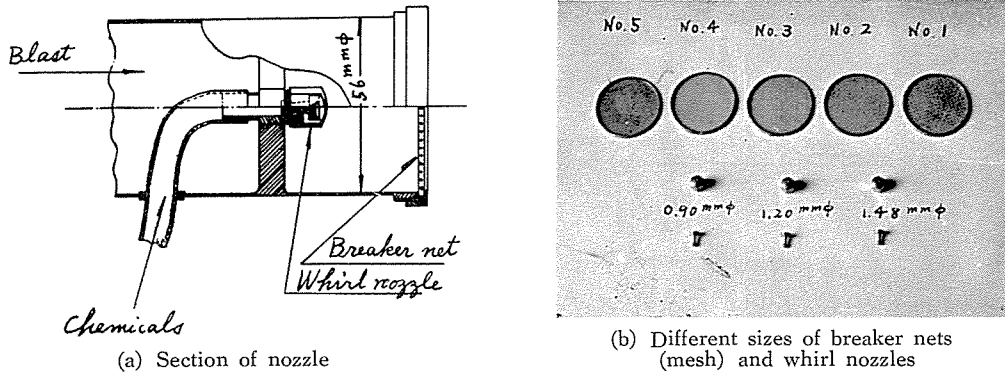 Blast
56 mmφ
Breaker net
Whirl nozzle
Chemicals
(a) Section of nozzle
No.5 No.4 No.3 No.2 No.1
0.90 mmφ 1.20 mmφ 1.48 mmφ
(b) Different sizes of breaker nets
(mesh) and whirl nozzles